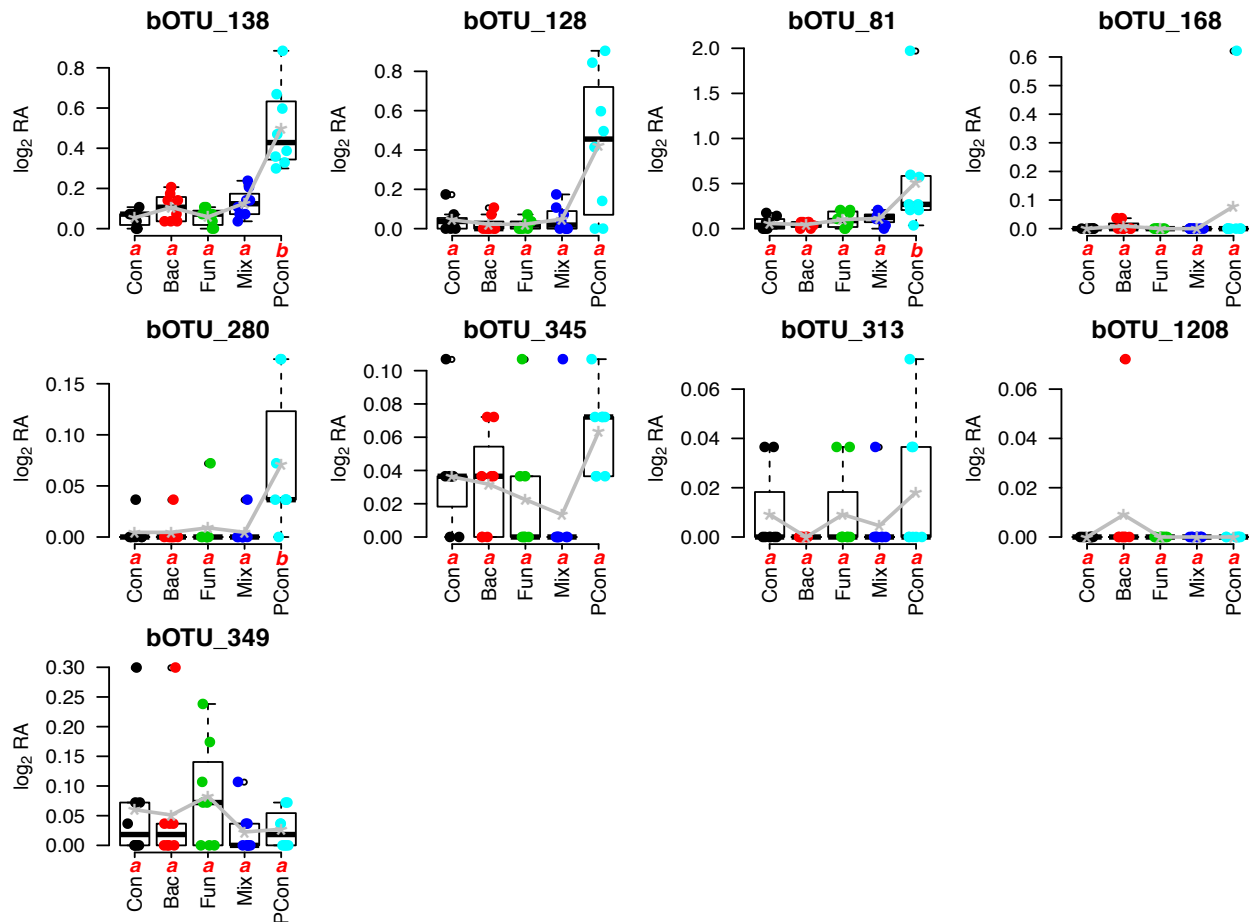 bOTU_138
log2 RA
0.8
0.6
0.4
0.2
0.0
a a a a b
Con Bac Fun Mix PCon
bOTU_128
log2 RA
0.8
0.6
0.4
0.2
0.0
a a a a a
Con Bac Fun Mix PCon
bOTU_81
log2 RA
2.0
1.5
1.0
0.5
0.0
a a a a b
Con Bac Fun Mix PCon
bOTU_168
log2 RA
0.6
0.5
0.4
0.3
0.2
0.1
0.0
a a a a a
Con Bac Fun Mix PCon
bOTU_280
log2 RA
0.15
0.10
0.05
0.00
a a a a b
Con Bac Fun Mix PCon
bOTU_345
log2 RA
0.10
0.08
0.06
0.04
0.02
0.00
a a a a a
Con Bac Fun Mix PCon
bOTU_313
log2 RA
0.06
0.04
0.02
0.00
a a a a a
Con Bac Fun Mix PCon
bOTU_1208
log2 RA
0.06
0.04
0.02
0.00
a a a a a
Con Bac Fun Mix PCon
bOTU_349
log2 RA
0.30
0.25
0.20
0.15
0.10
0.05
0.00
a a a a a
Con Bac Fun Mix PCon